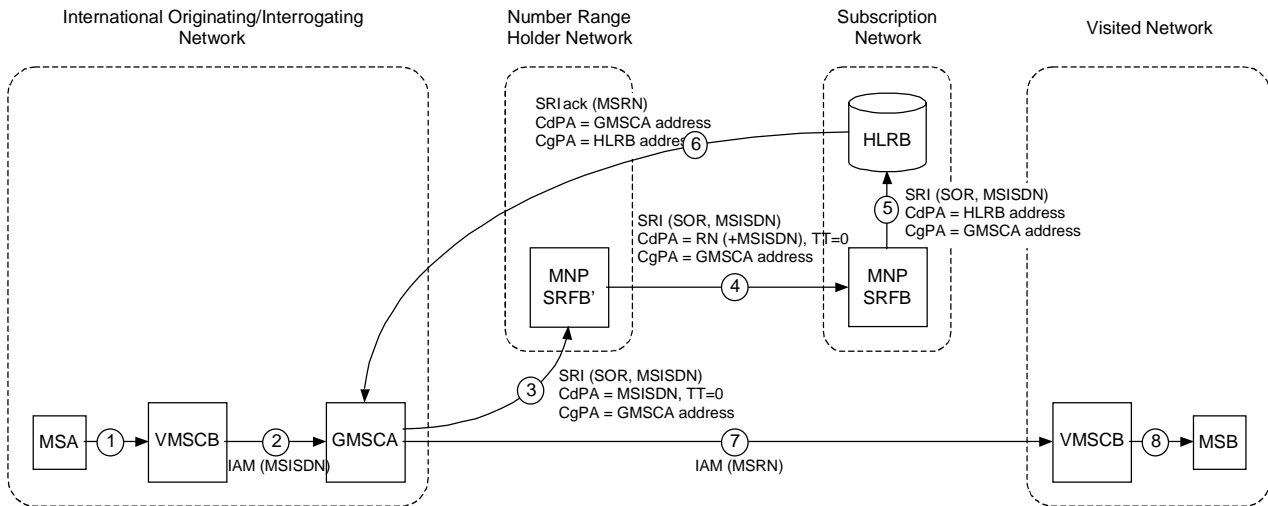 International Originating/Interrogating
Network
Number Range
Holder Network
Subscription
Network
Visited Network
SRIack (MSRN)
CdPA = GMSCA address
CgPA = HLRB address
6
HLRB
SRI (SOR, MSISDN)
CdPA = HLRB address
CgPA = GMSCA address
5
SRI (SOR, MSISDN)
CdPA = RN (+MSISDN), TT=0
CgPA = GMSCA address
4
MNP
SRFB'
MNP
SRFB
3
SRI (SOR, MSISDN)
CdPA = MSISDN, TT=0
CgPA = GMSCA address
MSA
1
VMSCB
2
IAM (MSISDN)
GMSCA
7
IAM (MSRN)
VMSCB
8
MSB